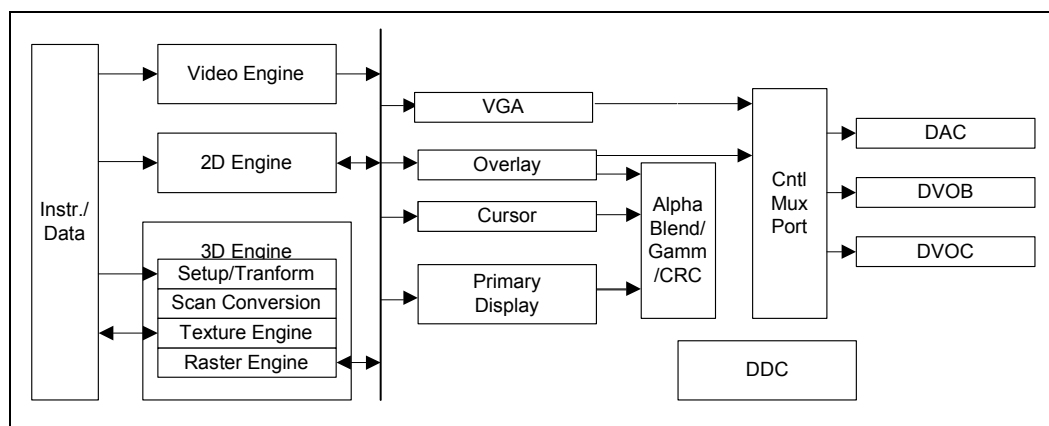 Instr./
Data
Video Engine
2D Engine
3D Engine
Setup/Tranform
Scan Conversion
Texture Engine
Raster Engine
VGA
Overlay
Cursor
Primary
Display
Alpha
Blend/
Gamm
/CRC
Cntl
Mux
Port
DAC
DVOB
DVOC
DDC